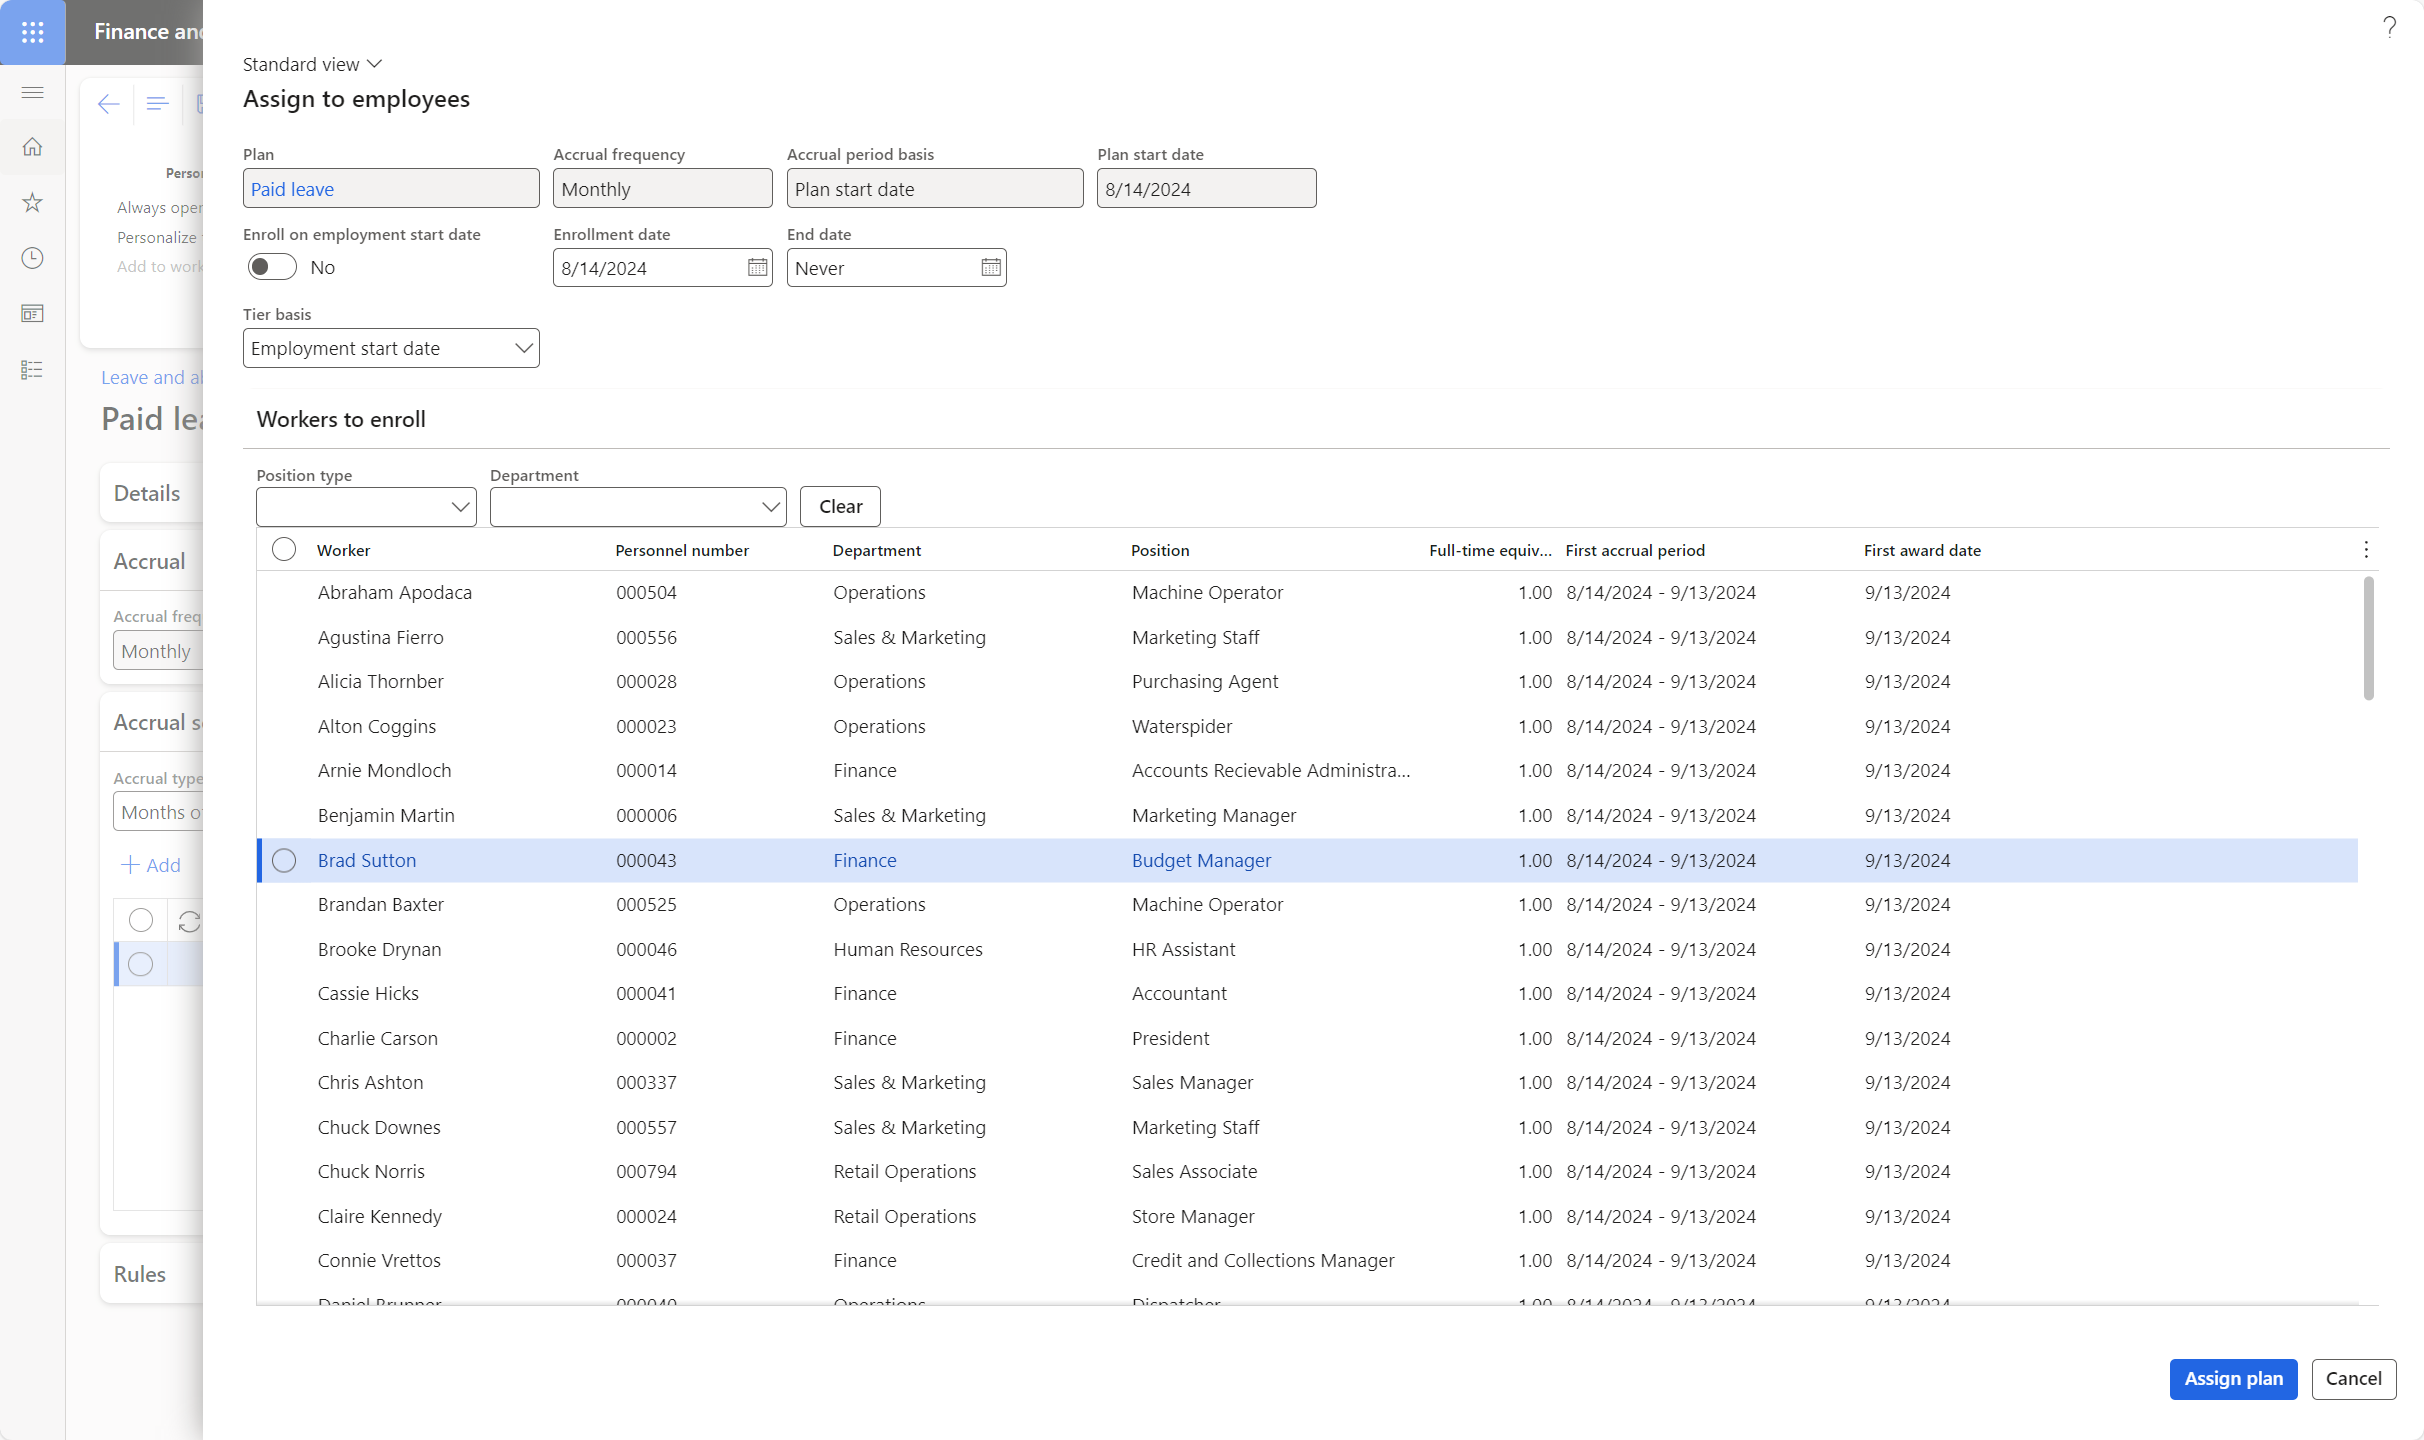 Finance and
?
Standard view
Assign to employees
Plan
Accrual frequency
Accrual period basis
Plan start date
Paid leave
Monthly
Plan start date
8/14/2024
Enroll on employment start date
Enrollment date
End date
No
8/14/2024
Never
Tier basis
Employment start date
Always open
Personalize
Leave and
Paid
Details
Accrual
Monthly
Accrual
Accrual type
Months
Add
Rules
Workers to enroll
Position type
Department
Clear
Worker Personnel number Department Position Full-time equiv... First accrual period First award date
Abraham Apodaca 000504 Operations Machine Operator 1.00 8/14/2024 - 9/13/2024 9/13/2024
Agustina Fierro 000556 Sales & Marketing Marketing Staff 1.00 8/14/2024 - 9/13/2024 9/13/2024
Alicia Thornber 000028 Operations Purchasing Agent 1.00 8/14/2024 - 9/13/2024 9/13/2024
Alton Coggins 000023 Operations Waterspider 1.00 8/14/2024 - 9/13/2024 9/13/2024
Arnie Mondloch 000014 Finance Accounts Recievable Administra... 1.00 8/14/2024 - 9/13/2024 9/13/2024
Benjamin Martin 000006 Sales & Marketing Marketing Manager 1.00 8/14/2024 - 9/13/2024 9/13/2024
Brad Sutton 000043 Finance Budget Manager 1.00 8/14/2024 - 9/13/2024 9/13/2024
Brandan Baxter 000525 Operations Machine Operator 1.00 8/14/2024 - 9/13/2024 9/13/2024
Brooke Drynan 000046 Human Resources HR Assistant 1.00 8/14/2024 - 9/13/2024 9/13/2024
Cassie Hicks 000041 Finance Accountant 1.00 8/14/2024 - 9/13/2024 9/13/2024
Charlie Carson 000002 Finance President 1.00 8/14/2024 - 9/13/2024 9/13/2024
Chris Ashton 000337 Sales & Marketing Sales Manager 1.00 8/14/2024 - 9/13/2024 9/13/2024
Chuck Downes 000557 Sales & Marketing Marketing Staff 1.00 8/14/2024 - 9/13/2024 9/13/2024
Chuck Norris 000794 Retail Operations Sales Associate 1.00 8/14/2024 - 9/13/2024 9/13/2024
Claire Kennedy 000024 Retail Operations Store Manager 1.00 8/14/2024 - 9/13/2024 9/13/2024
Connie Vrettos 000037 Finance Credit and Collections Manager 1.00 8/14/2024 - 9/13/2024 9/13/2024
Daniel Brunner 000040 Operations Dispatcher 1.00 8/14/2024 - 9/13/2024 9/13/2024
Assign plan
Cancel